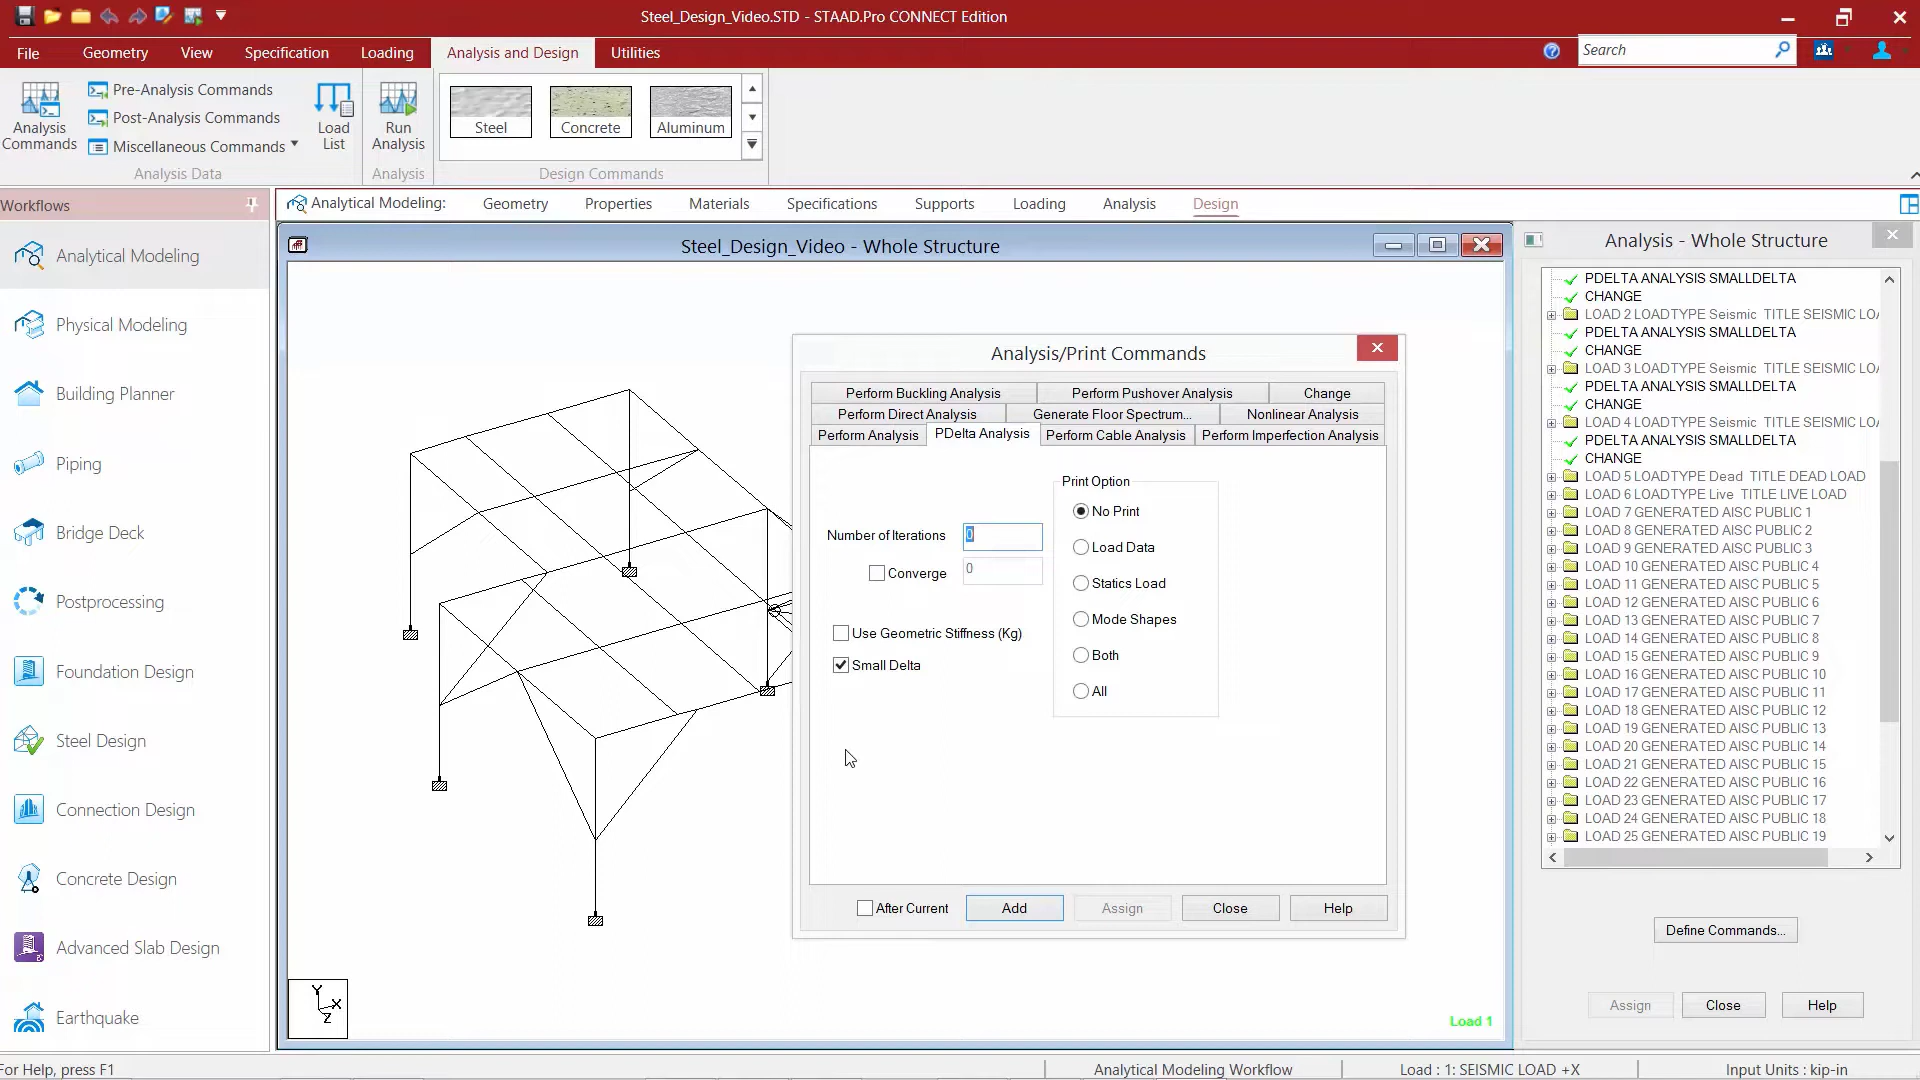 Steel_Design_Video.STD - STAAD.Pro CONNECT Edition
File
Geometry
View
Specification
Loading
Analysis and Design
Utilities
Search
Analysis Commands
Pre-Analysis Commands
Post-Analysis Commands
Miscellaneous Commands
Load List
Run Analysis
Steel
Concrete
Aluminum
Analysis Data
Analysis
Design Commands
Workflows
Analytical Modeling
Physical Modeling
Building Planner
Piping
Bridge Deck
Postprocessing
Foundation Design
Steel Design
Connection Design
Concrete Design
Advanced Slab Design
Earthquake
Analytical Modeling:
Geometry
Properties
Materials
Specifications
Supports
Loading
Analysis
Design
Steel_Design_Video - Whole Structure
Y
X
Z
Load 1
Analysis/Print Commands
Perform Buckling Analysis
Perform Pushover Analysis
Change
Perform Direct Analysis
Generate Floor Spectrum...
Nonlinear Analysis
Perform Analysis
PDelta Analysis
Perform Cable Analysis
Perform Imperfection Analysis
Number of Iterations
0
Converge
0
Use Geometric Stiffness (Kg)
Small Delta
Print Option
No Print
Load Data
Statics Load
Mode Shapes
Both
All
After Current
Add
Assign
Close
Help
Analysis - Whole Structure
PDELTA ANALYSIS SMALLDELTA
CHANGE
LOAD 2 LOADTYPE Seismic TITLE SEISMIC LOA
PDELTA ANALYSIS SMALLDELTA
CHANGE
LOAD 3 LOADTYPE Seismic TITLE SEISMIC LOA
PDELTA ANALYSIS SMALLDELTA
CHANGE
LOAD 4 LOADTYPE Seismic TITLE SEISMIC LOA
PDELTA ANALYSIS SMALLDELTA
CHANGE
LOAD 5 LOADTYPE Dead TITLE DEAD LOAD
LOAD 6 LOADTYPE Live TITLE LIVE LOAD
LOAD 7 GENERATED AISC PUBLIC 1
LOAD 8 GENERATED AISC PUBLIC 2
LOAD 9 GENERATED AISC PUBLIC 3
LOAD 10 GENERATED AISC PUBLIC 4
LOAD 11 GENERATED AISC PUBLIC 5
LOAD 12 GENERATED AISC PUBLIC 6
LOAD 13 GENERATED AISC PUBLIC 7
LOAD 14 GENERATED AISC PUBLIC 8
LOAD 15 GENERATED AISC PUBLIC 9
LOAD 16 GENERATED AISC PUBLIC 10
LOAD 17 GENERATED AISC PUBLIC 11
LOAD 18 GENERATED AISC PUBLIC 12
LOAD 19 GENERATED AISC PUBLIC 13
LOAD 20 GENERATED AISC PUBLIC 14
LOAD 21 GENERATED AISC PUBLIC 15
LOAD 22 GENERATED AISC PUBLIC 16
LOAD 23 GENERATED AISC PUBLIC 17
LOAD 24 GENERATED AISC PUBLIC 18
LOAD 25 GENERATED AISC PUBLIC 19
Define Commands...
Assign
Close
Help
For Help, press F1
Analytical Modeling Workflow
Load : 1: SEISMIC LOAD +X
Input Units : kip-in